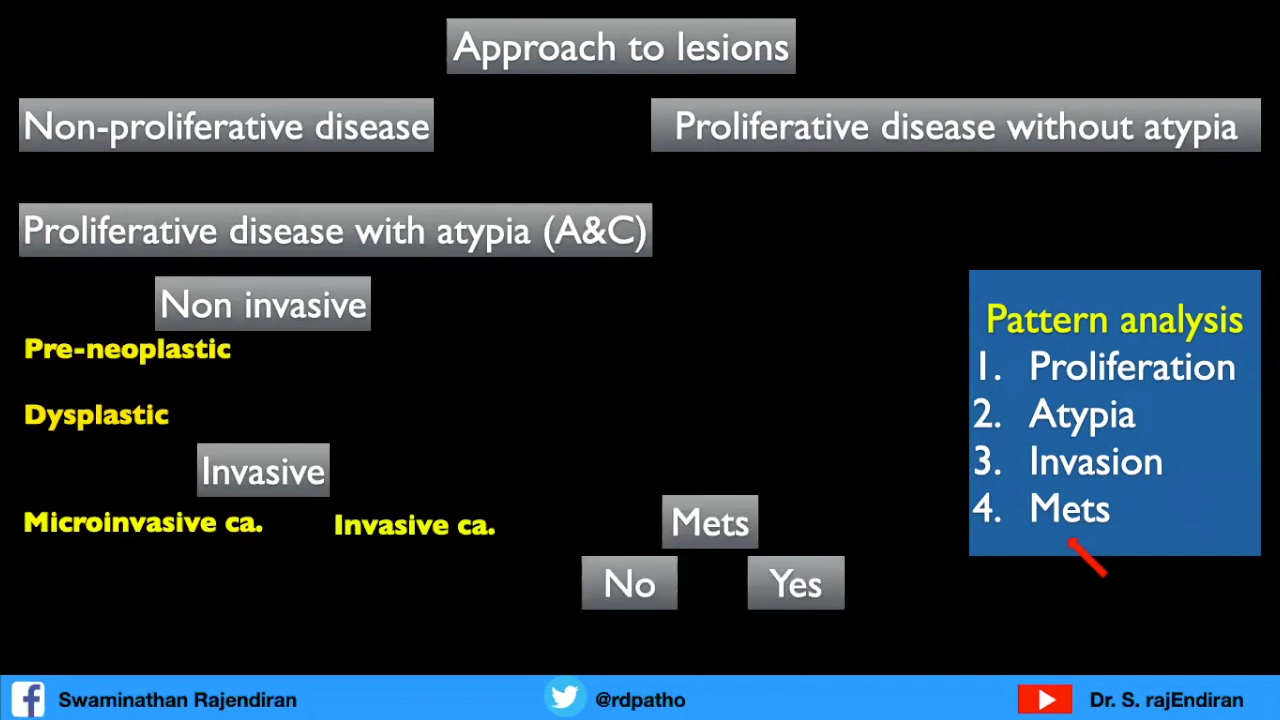 Approach to lesions
Non-proliferative disease
Proliferative disease without atypia
Proliferative disease with atypia (A&C)
Non invasive
Pre-neoplastic
Dysplastic
Invasive
Microinvasive ca.
Invasive ca.
Mets
No
Yes
Pattern analysis
1. Proliferation
2. Atypia
3. Invasion
4. Mets
Swaminathan Rajendiran
@rdpatho
Dr. S. rajEndiran